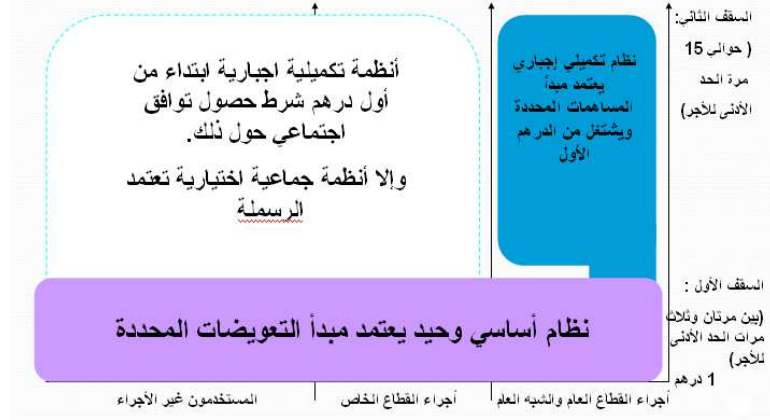 السقف الثاني:
( حوالي 15
مرة الحد
الأدنى للأجر)
نظام تكميلي إجباري
يعتمد مبدأ
المساهمات المحددة
ويشتغل من الدرهم
الأول
أنظمة تكميلية اجبارية ابتداء من
أول درهم شرط حصول توافق
اجتماعي حول ذلك.
وإلا أنظمة جماعية اختيارية تعتمد
الرسملة
السقف الأول :
(بين مرتان وثلاث
مرات الحد الأدنى
للأجر)
نظام أساسي وحيد يعتمد مبدأ التعويضات المحددة
1 درهم
أجراء القطاع العام والشبه العام
أجراء القطاع الخاص
المستخدمون غير الأجراء